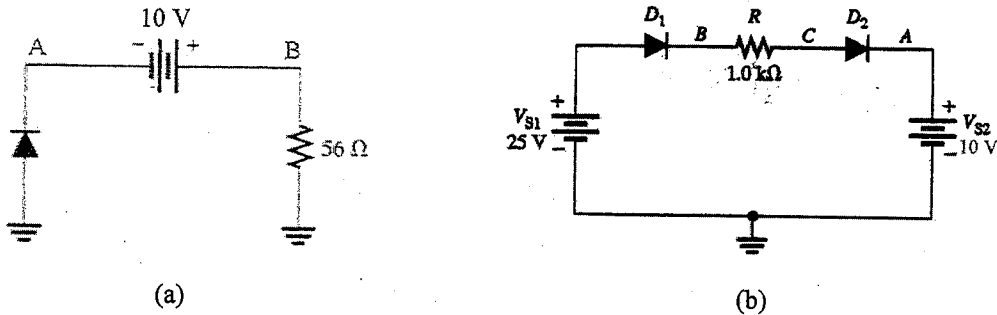 10 V
A - + B
56 Ω
(a)
D1 B R C D2 A
1.0 kΩ
+ VS1 25 V -
+ VS2 10 V -
(b)